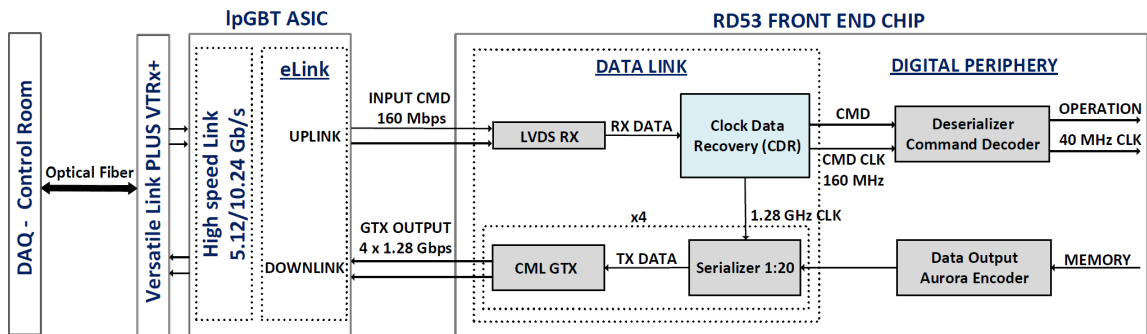 lpGBT ASIC
RD53 FRONT END CHIP
DAQ - Control Room
Optical Fiber
Versatile Link PLUS VTRx+
High speed Link
5.12/10.24 Gb/s
eLink
UPLINK
DOWNLINK
INPUT CMD
160 Mbps
GTX OUTPUT
4 x 1.28 Gbps
DATA LINK
LVDS RX
RX DATA
Clock Data
Recovery (CDR)
1.28 GHz CLK
x4
CML GTX
TX DATA
Serializer 1:20
DIGITAL PERIPHERY
CMD
CMD CLK
160 MHz
Deserializer
Command Decoder
OPERATION
40 MHz CLK
Data Output
Aurora Encoder
MEMORY